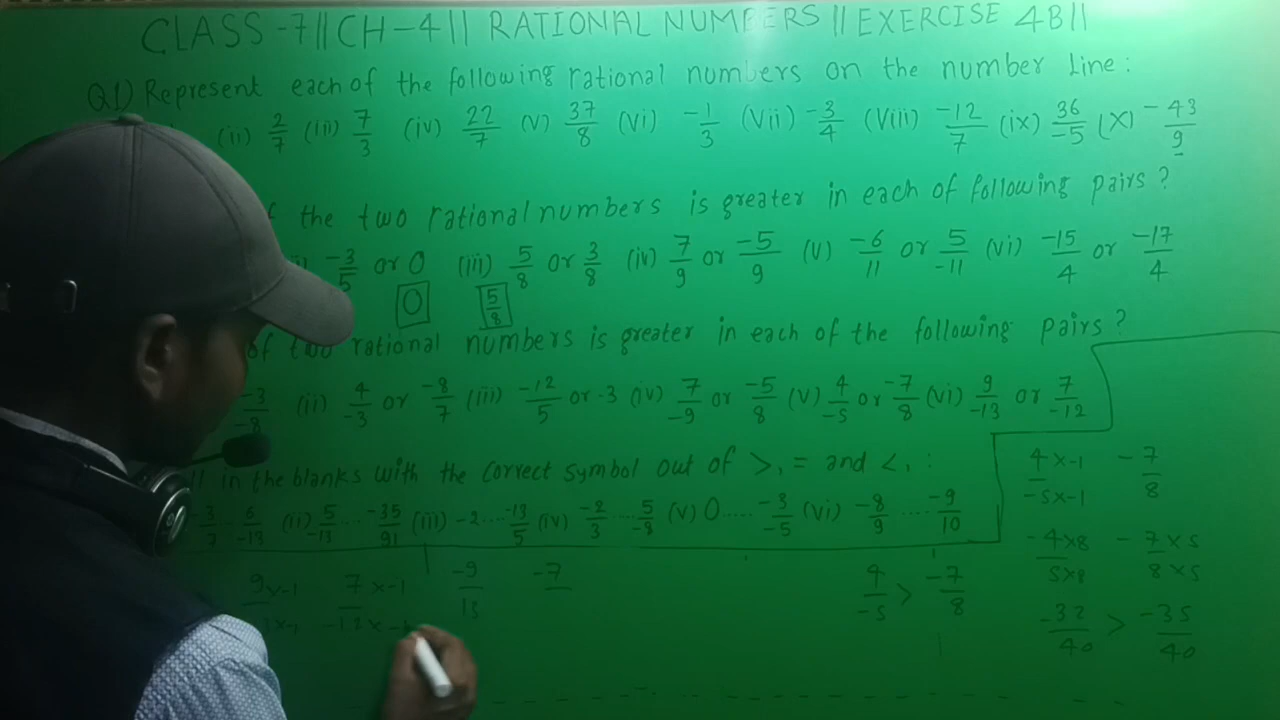 CLASS-7||CH-4|| RATIONAL NUMBERS || EXERCISE 4B||
Q1) Represent each of the following rational numbers on the number line:
(ii) 2/7 (iii) 7/3 (iv) 22/7 (v) 37/8 (vi) -1/3 (vii) -3/4 (viii) -12/7 (ix) 36/-5 (x) -43/9
the two rational numbers is greater in each of following pairs?
-3/5 or 0 (iii) 5/8 or 3/8 (iv) 7/9 or -5/9 (v) -6/11 or 5/-11 (vi) -15/4 or -17/4
0 5/8
of two rational numbers is greater in each of the following pairs?
-3/-8 (ii) 4/-3 or -8/7 (iii) -12/5 or -3 (iv) 7/-9 or -5/8 (v) 4/-5 or -7/8 (vi) 9/-13 or 7/-12
in the blanks with the correct symbol out of >, = and <, :
-3/7 .... 6/-13 (ii) 5/-13 .... -35/91 (iii) -2 .... -13/5 (iv) -2/3 .... 5/-8 (v) 0 ..... -3/-5 (vi) -8/9 .... -9/10
9x-1 7x-1/-12x-1 -9/13 -7
4/-5 > -7/8
4x-1/-5x-1 -7/8
-4x8/5x8 -7x5/8x5
-32/40 > -35/40